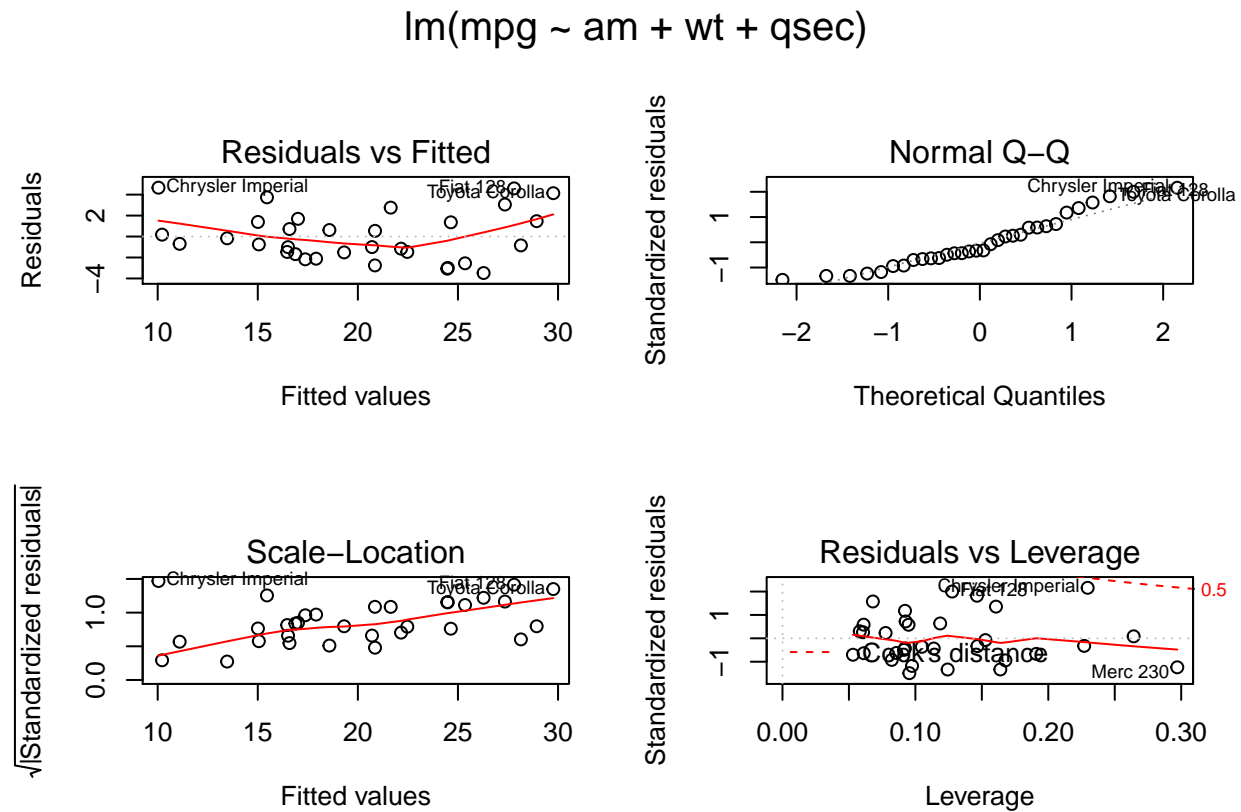 lm(mpg ~ am + wt + qsec)
Residuals vs Fitted
Residuals
2
−4
Chrysler Imperial
Fiat 128
Toyota Corolla
10 15 20 25 30
Fitted values
Normal Q−Q
Standardized residuals
1
−1
Chrysler Imperial
Fiat 128
Toyota Corolla
−2 −1 0 1 2
Theoretical Quantiles
Scale−Location
√|Standardized residuals|
1.0
0.0
Chrysler Imperial
Fiat 128
Toyota Corolla
10 15 20 25 30
Fitted values
Residuals vs Leverage
Standardized residuals
1
−1
Chrysler Imperial
Fiat 128
0.5
Cook's distance
Merc 230
0.00 0.10 0.20 0.30
Leverage